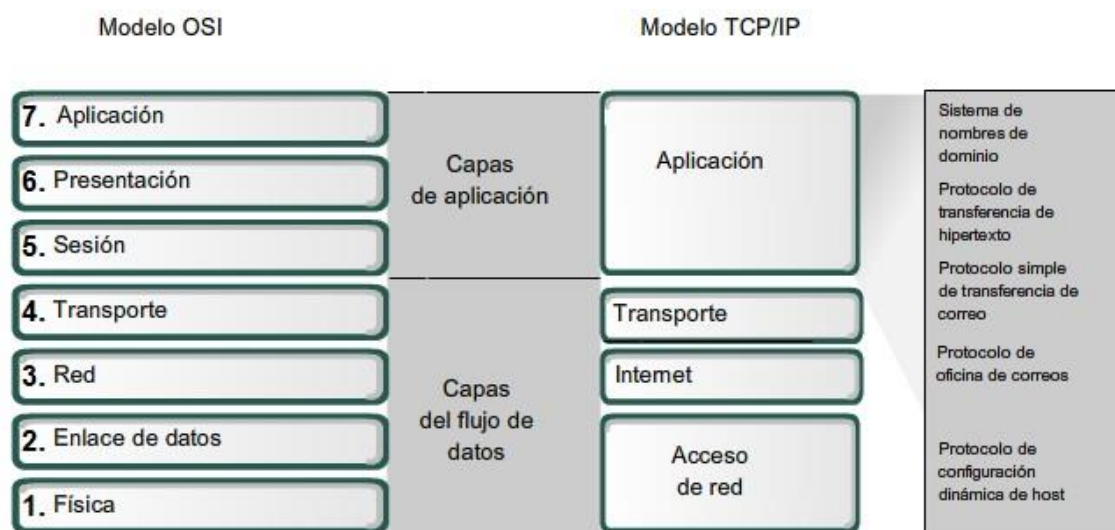 Modelo OSI
Modelo TCP/IP
7. Aplicación
6. Presentación
5. Sesión
4. Transporte
3. Red
2. Enlace de datos
1. Física
Capas
de aplicación
Capas
del flujo de
datos
Aplicación
Transporte
Internet
Acceso
de red
Sistema de
nombres de
dominio
Protocolo de
transferencia de
hipertexto
Protocolo simple
de transferencia de
correo
Protocolo de
oficina de correos
Protocolo de
configuración
dinámica de host